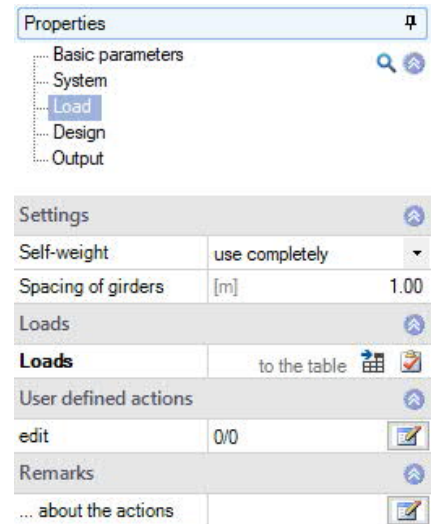 Properties
Basic parameters
System
Load
Design
Output
Settings
Self-weight use completely
Spacing of girders [m] 1.00
Loads
Loads to the table
User defined actions
edit 0/0
Remarks
... about the actions